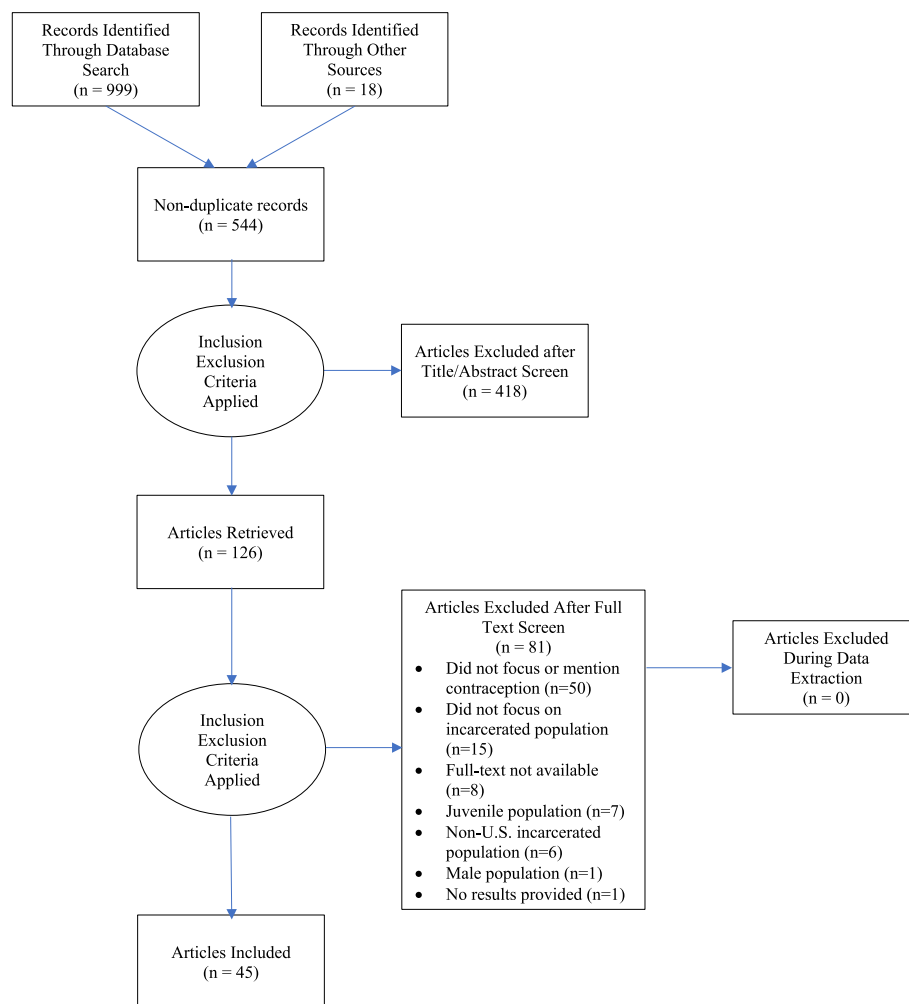 Records Identified
Through Database
Search
(n = 999)
Records Identified
Through Other
Sources
(n = 18)
Non-duplicate records
(n = 544)
Inclusion
Exclusion
Criteria
Applied
Articles Excluded after
Title/Abstract Screen
(n = 418)
Articles Retrieved
(n = 126)
Inclusion
Exclusion
Criteria
Applied
Articles Excluded After Full
Text Screen
(n = 81)
• Did not focus or mention
contraception (n=50)
• Did not focus on
incarcerated population
(n=15)
• Full-text not available
(n=8)
• Juvenile population (n=7)
• Non-U.S. incarcerated
population (n=6)
• Male population (n=1)
• No results provided (n=1)
Articles Excluded
During Data
Extraction
(n = 0)
Articles Included
(n = 45)